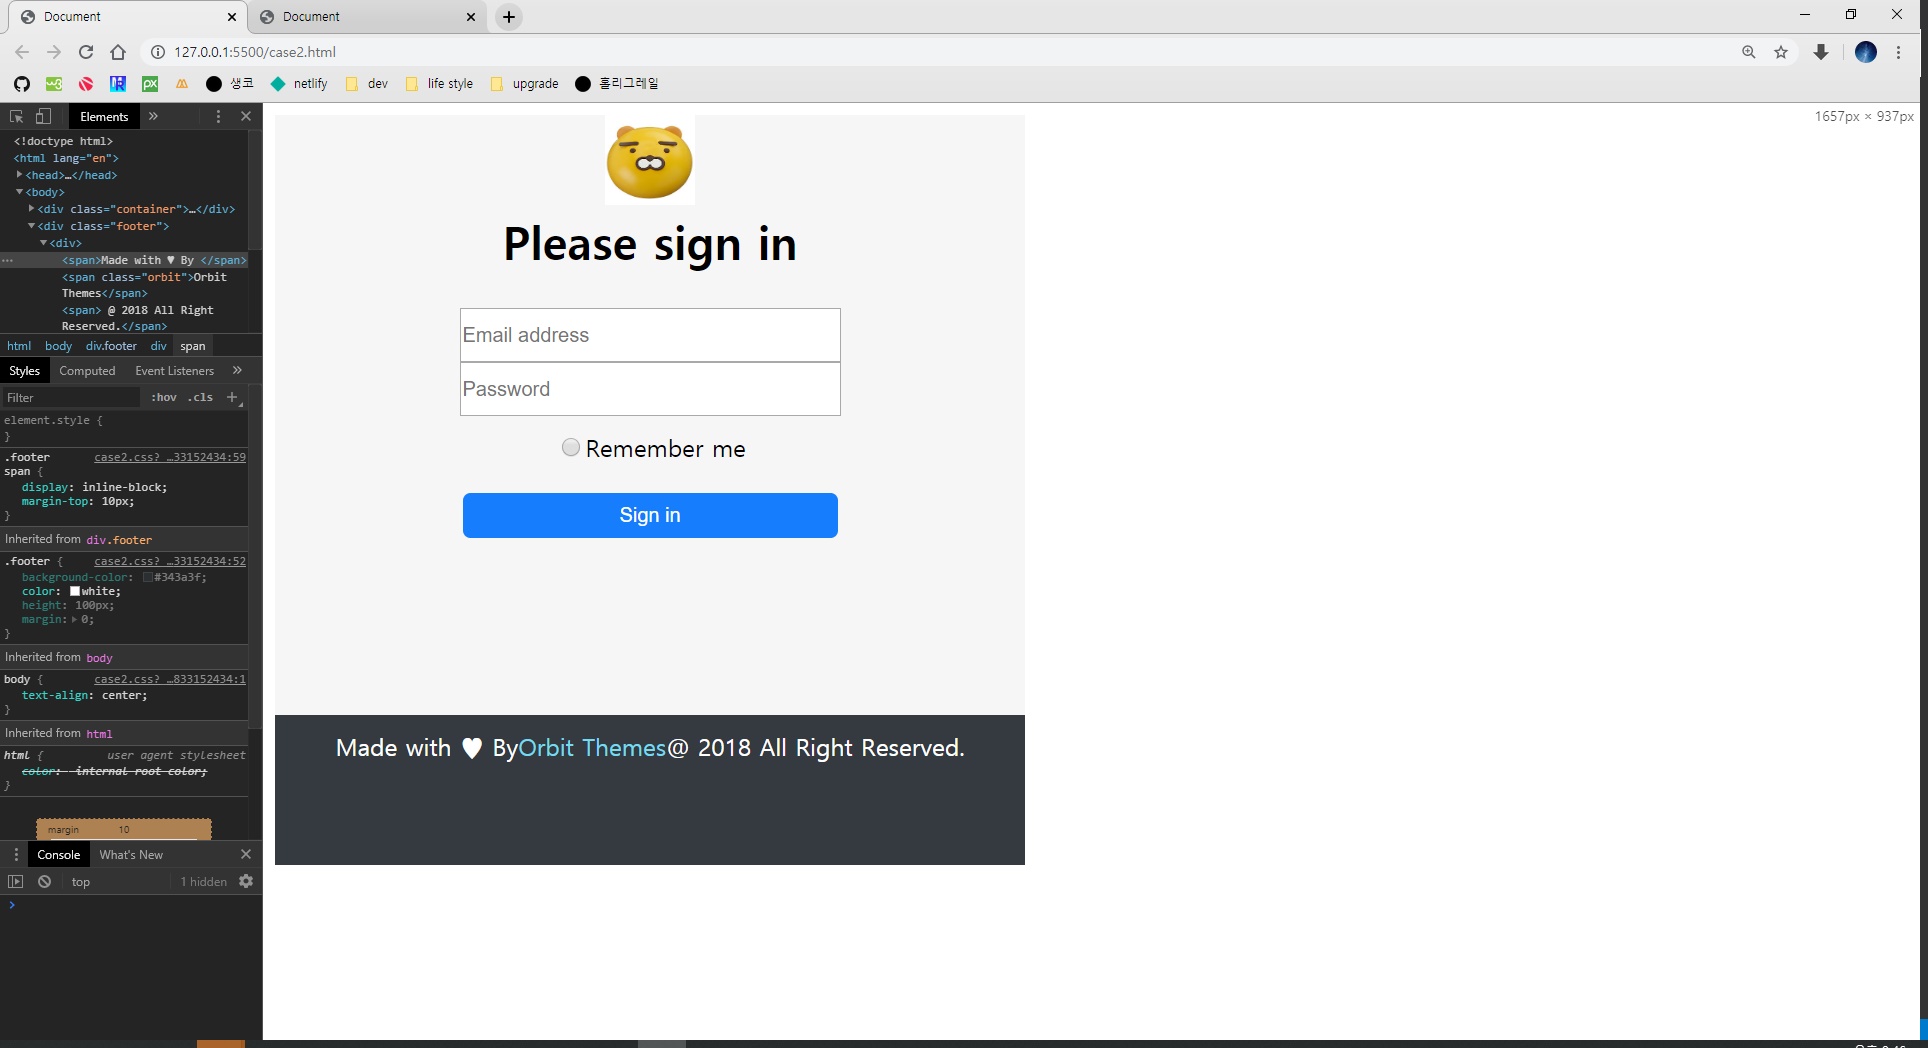 Document
Document
127.0.0.1:5500/case2.html
w3
px
생코
netlify
dev
life style
upgrade
홀리그레일
Elements
1657px × 937px
<!doctype html>
<html lang="en">
<head>…</head>
<body>
<div class="container">…</div>
<div class="footer">
<div>
<span>Made with ♥ By </span>
<span class="orbit">Orbit
Themes</span>
<span> @ 2018 All Right
Reserved.</span>
html body div.footer div span
Styles Computed Event Listeners
Filter :hov .cls
element.style {
}
.footer case2.css? …33152434:59
span {
display: inline-block;
margin-top: 10px;
}
Inherited from div.footer
.footer { case2.css? …33152434:52
background-color: #343a3f;
color: white;
height: 100px;
margin: 0;
}
Inherited from body
body { case2.css? …833152434:1
text-align: center;
}
Inherited from html
html { user agent stylesheet
color: -internal-root-color;
}
margin 10
Console What's New
top 1 hidden
Please sign in
Email address
Password
Remember me
Sign in
Made with ♥ ByOrbit Themes@ 2018 All Right Reserved.